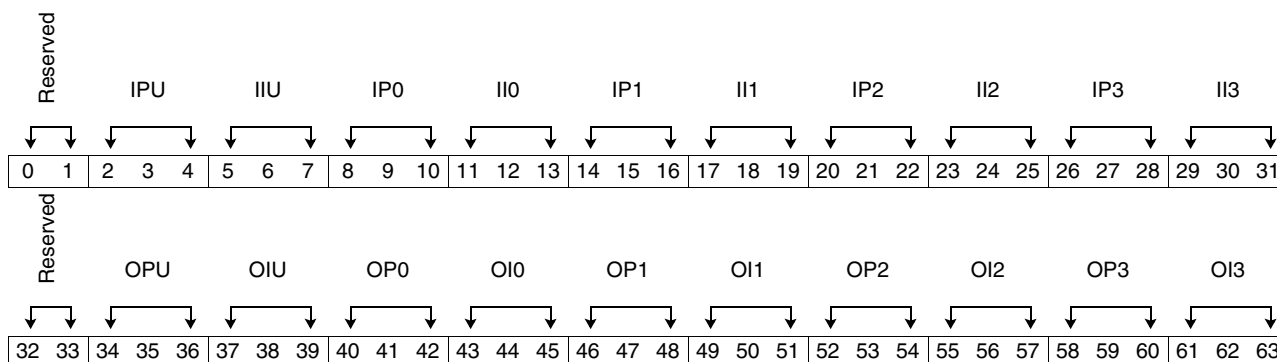 Reserved IPU IIU IP0 II0 IP1 II1 IP2 II2 IP3 II3
0 1 2 3 4 5 6 7 8 9 10 11 12 13 14 15 16 17 18 19 20 21 22 23 24 25 26 27 28 29 30 31
Reserved OPU OIU OP0 OI0 OP1 OI1 OP2 OI2 OP3 OI3
32 33 34 35 36 37 38 39 40 41 42 43 44 45 46 47 48 49 50 51 52 53 54 55 56 57 58 59 60 61 62 63